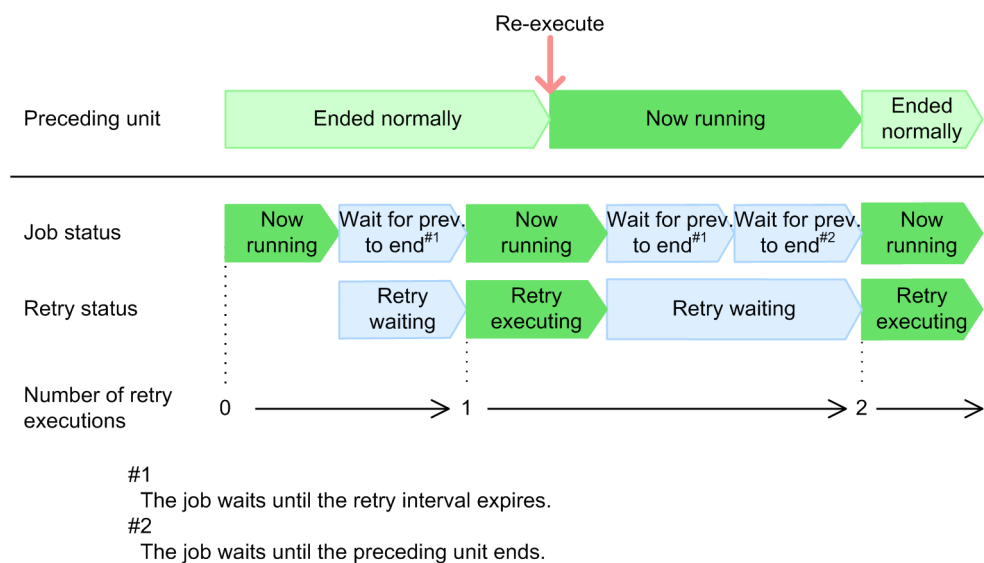 Re-execute
Preceding unit
Ended normally
Now running
Ended
normally
Job status
Now
running
Wait for prev.
to end#1
Now
running
Wait for prev.
to end#1
Wait for prev.
to end#2
Now
running
Retry status
Retry
waiting
Retry
executing
Retry waiting
Retry
executing
Number of retry
executions
0
1
2
#1
The job waits until the retry interval expires.
#2
The job waits until the preceding unit ends.